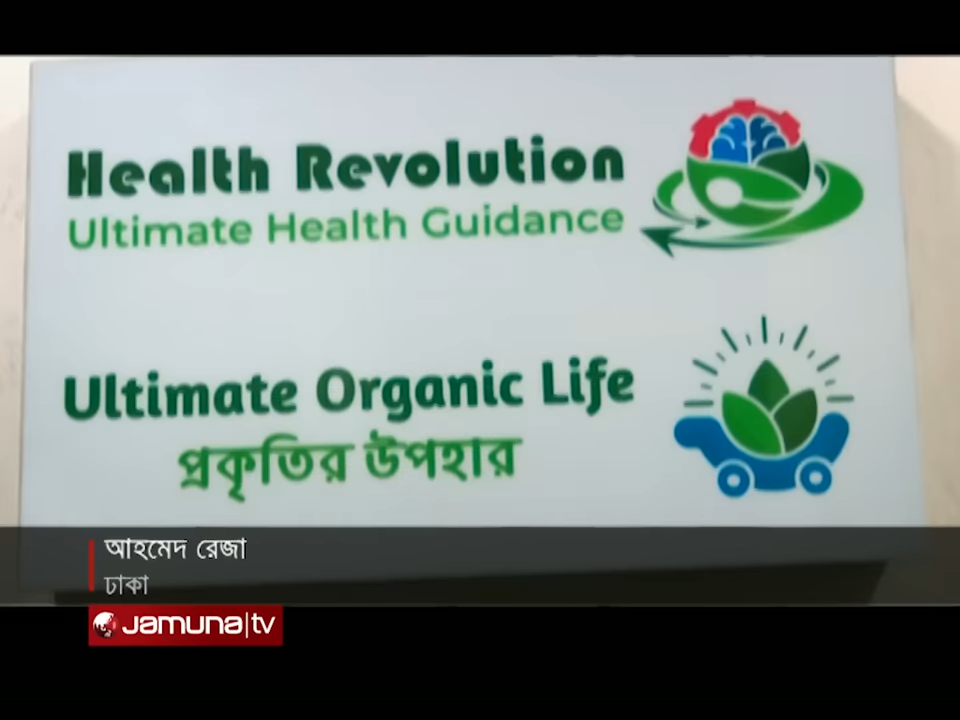 Health Revolution
Ultimate Health Guidance
Ultimate Organic Life
প্রকৃতির উপহার
আহমেদ রেজা
ঢাকা
Jamuna|tv